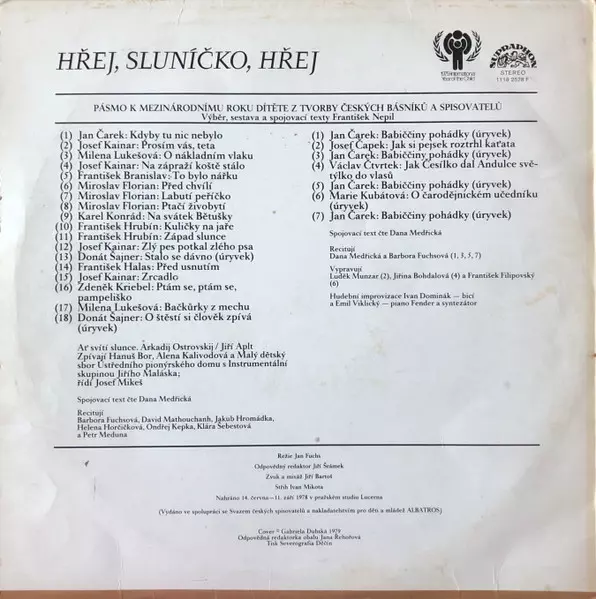 HŘEJ, SLUNÍČKO, HŘEJ
1979 International
Year of the Child
SUPRAPHON
STEREO
1118 2578 F
PÁSMO K MEZINÁRODNÍMU ROKU DÍTĚTE Z TVORBY ČESKÝCH BÁSNÍKŮ A SPISOVATELŮ
Výběr, sestava a spojovací texty František Nepil
(1) Jan Čarek: Kdyby tu nic nebylo
(2) Josef Kainar: Prosím vás, teta
(3) Milena Lukešová: O nákladním vlaku
(4) Josef Kainar: Na zápraží koště stálo
(5) František Branislav: To bylo nářku
(6) Miroslav Florian: Před chvílí
(7) Miroslav Florian: Labutí peříčko
(8) Miroslav Florian: Ptačí živobytí
(9) Karel Konrád: Na svátek Bětušky
(10) František Hrubín: Kuličky na jaře
(11) František Hrubín: Západ slunce
(12) Josef Kainar: Zlý pes potkal zlého psa
(13) Donát Šajner: Stalo se dávno (úryvek)
(14) František Halas: Před usnutím
(15) Josef Kainar: Zrcadlo
(16) Zdeněk Kriebel: Ptám se, ptám se,
pampeliško
(17) Milena Lukešová: Bačkůrky z mechu
(18) Donát Šajner: O štěstí si člověk zpívá
(úryvek)
Ať svítí slunce. Arkadij Ostrovskij / Jiří Aplt
Zpívají Hanuš Bor, Alena Kalivodová a Malý dětský
sbor Ústředního pionýrského domu s Instrumentální
skupinou Jiřího Maláska;
řídí Josef Mikeš
Spojovací text čte Dana Medřická
Recitují
Barbora Fuchsová, David Mathouchanh, Jakub Hromádka,
Helena Horčičková, Ondřej Kepka, Klára Šebestová
a Petr Meduna
(1) Jan Čarek: Babiččiny pohádky (úryvek)
(2) Josef Čapek: Jak si pejsek roztrhl kaťata
(3) Jan Čarek: Babiččiny pohádky (úryvek)
(4) Václav Čtvrtek: Jak Česílko dal Andulce svě-
týlko do vlasů
(5) Jan Čarek: Babiččiny pohádky (úryvek)
(6) Marie Kubátová: O čarodějnickém učedníku
(úryvek)
(7) Jan Čarek: Babiččiny pohádky (úryvek)
Spojovací text čte Dana Medřická
Recitují
Dana Medřická a Barbora Fuchsová (1, 3, 5, 7)
Vypravují
Luděk Munzar (2), Jiřina Bohdalová (4) a František Filipovský
(6)
Hudební improvizace Ivan Dominák — bicí
a Emil Viklický — piano Fender a syntezátor
Režie Jan Fuchs
Odpovědný redaktor Jiří Šrámek
Zvuk a mixáž Jiří Bartoš
Střih Ivan Mikota
Nahráno 14. června—11. září 1978 v pražském studiu Lucerna
(Vydáno ve spolupráci se Svazem českých spisovatelů a nakladatelstvím pro děti a mládež ALBATROS)
Cover © Gabriela Dubská 1979
Odpovědná redaktorka obalu Jana Řehořová
Tisk Severografia Děčín